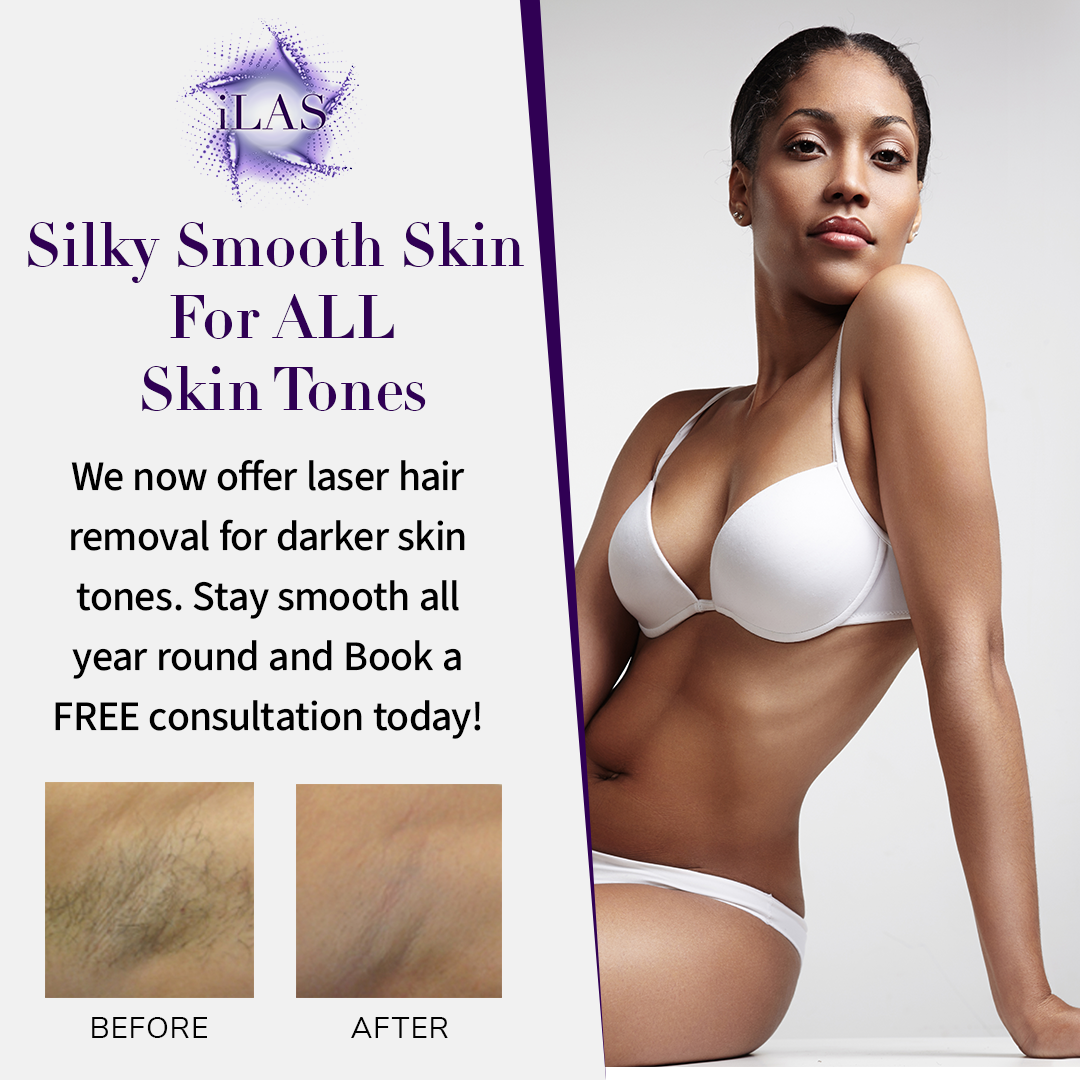 iLAS
Silky Smooth Skin
For ALL
Skin Tones
We now offer laser hair
removal for darker skin
tones. Stay smooth all
year round and Book a
FREE consultation today!
BEFORE
AFTER